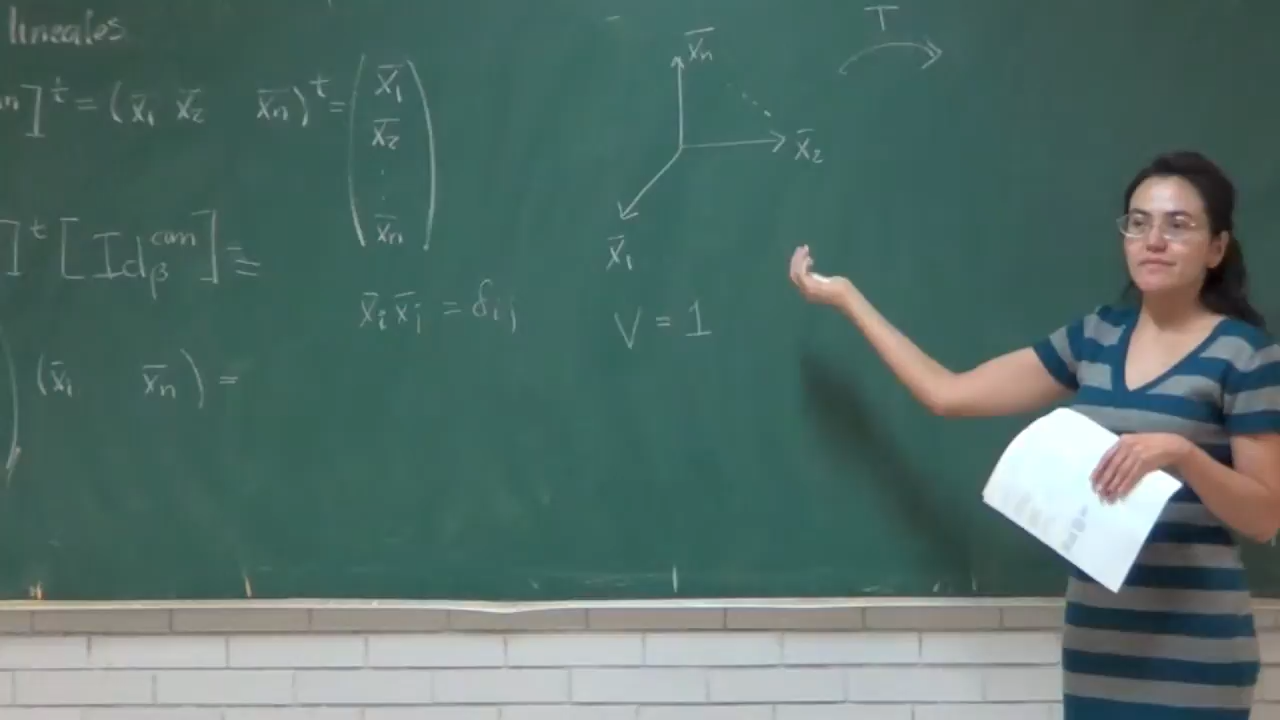 lineales
]ᵗ = (x̄₁ x̄₂ x̄ₙ)ᵗ = (x̄₁
x̄₂
⋮
x̄ₙ)
]ᵗ [Id_β^can] =
x̄ᵢ x̄ⱼ = δᵢⱼ
(x̄₁ x̄ₙ) =
x̄ₙ
x̄₂
x̄₁
V = 1
T